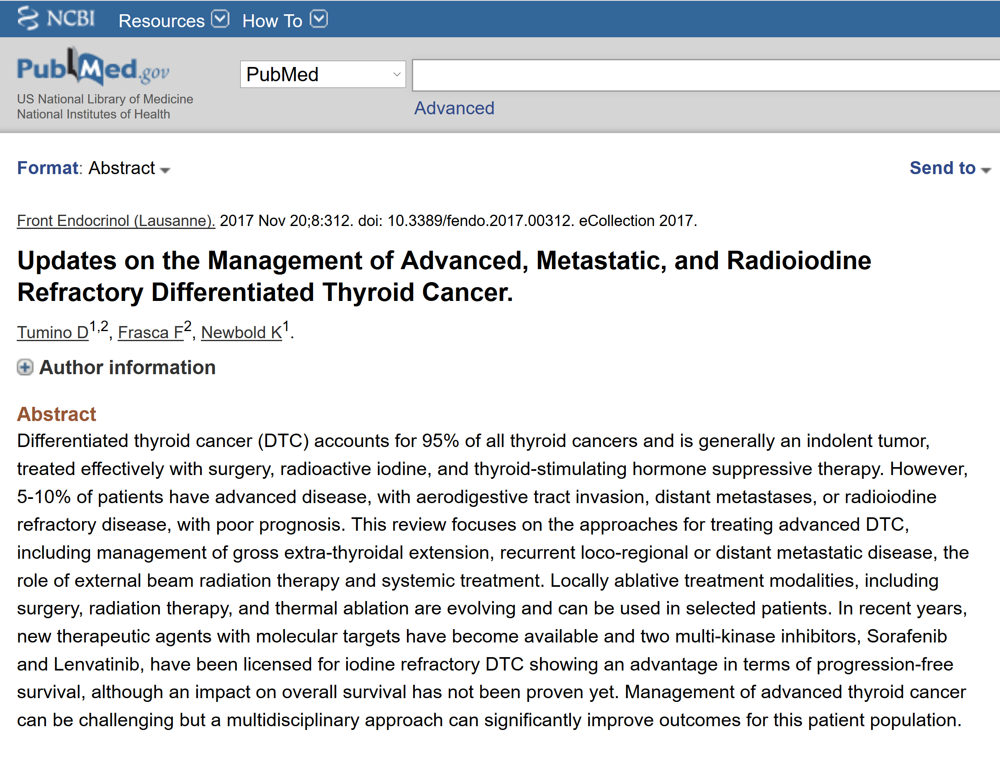 NCBI Resources How To
PubMed.gov
US National Library of Medicine
National Institutes of Health
PubMed
Advanced
Format: Abstract
Send to
Front Endocrinol (Lausanne). 2017 Nov 20;8:312. doi: 10.3389/fendo.2017.00312. eCollection 2017.
Updates on the Management of Advanced, Metastatic, and Radioiodine
Refractory Differentiated Thyroid Cancer.
Tumino D1,2, Frasca F2, Newbold K1.
Author information
Abstract
Differentiated thyroid cancer (DTC) accounts for 95% of all thyroid cancers and is generally an indolent tumor,
treated effectively with surgery, radioactive iodine, and thyroid-stimulating hormone suppressive therapy. However,
5-10% of patients have advanced disease, with aerodigestive tract invasion, distant metastases, or radioiodine
refractory disease, with poor prognosis. This review focuses on the approaches for treating advanced DTC,
including management of gross extra-thyroidal extension, recurrent loco-regional or distant metastatic disease, the
role of external beam radiation therapy and systemic treatment. Locally ablative treatment modalities, including
surgery, radiation therapy, and thermal ablation are evolving and can be used in selected patients. In recent years,
new therapeutic agents with molecular targets have become available and two multi-kinase inhibitors, Sorafenib
and Lenvatinib, have been licensed for iodine refractory DTC showing an advantage in terms of progression-free
survival, although an impact on overall survival has not been proven yet. Management of advanced thyroid cancer
can be challenging but a multidisciplinary approach can significantly improve outcomes for this patient population.